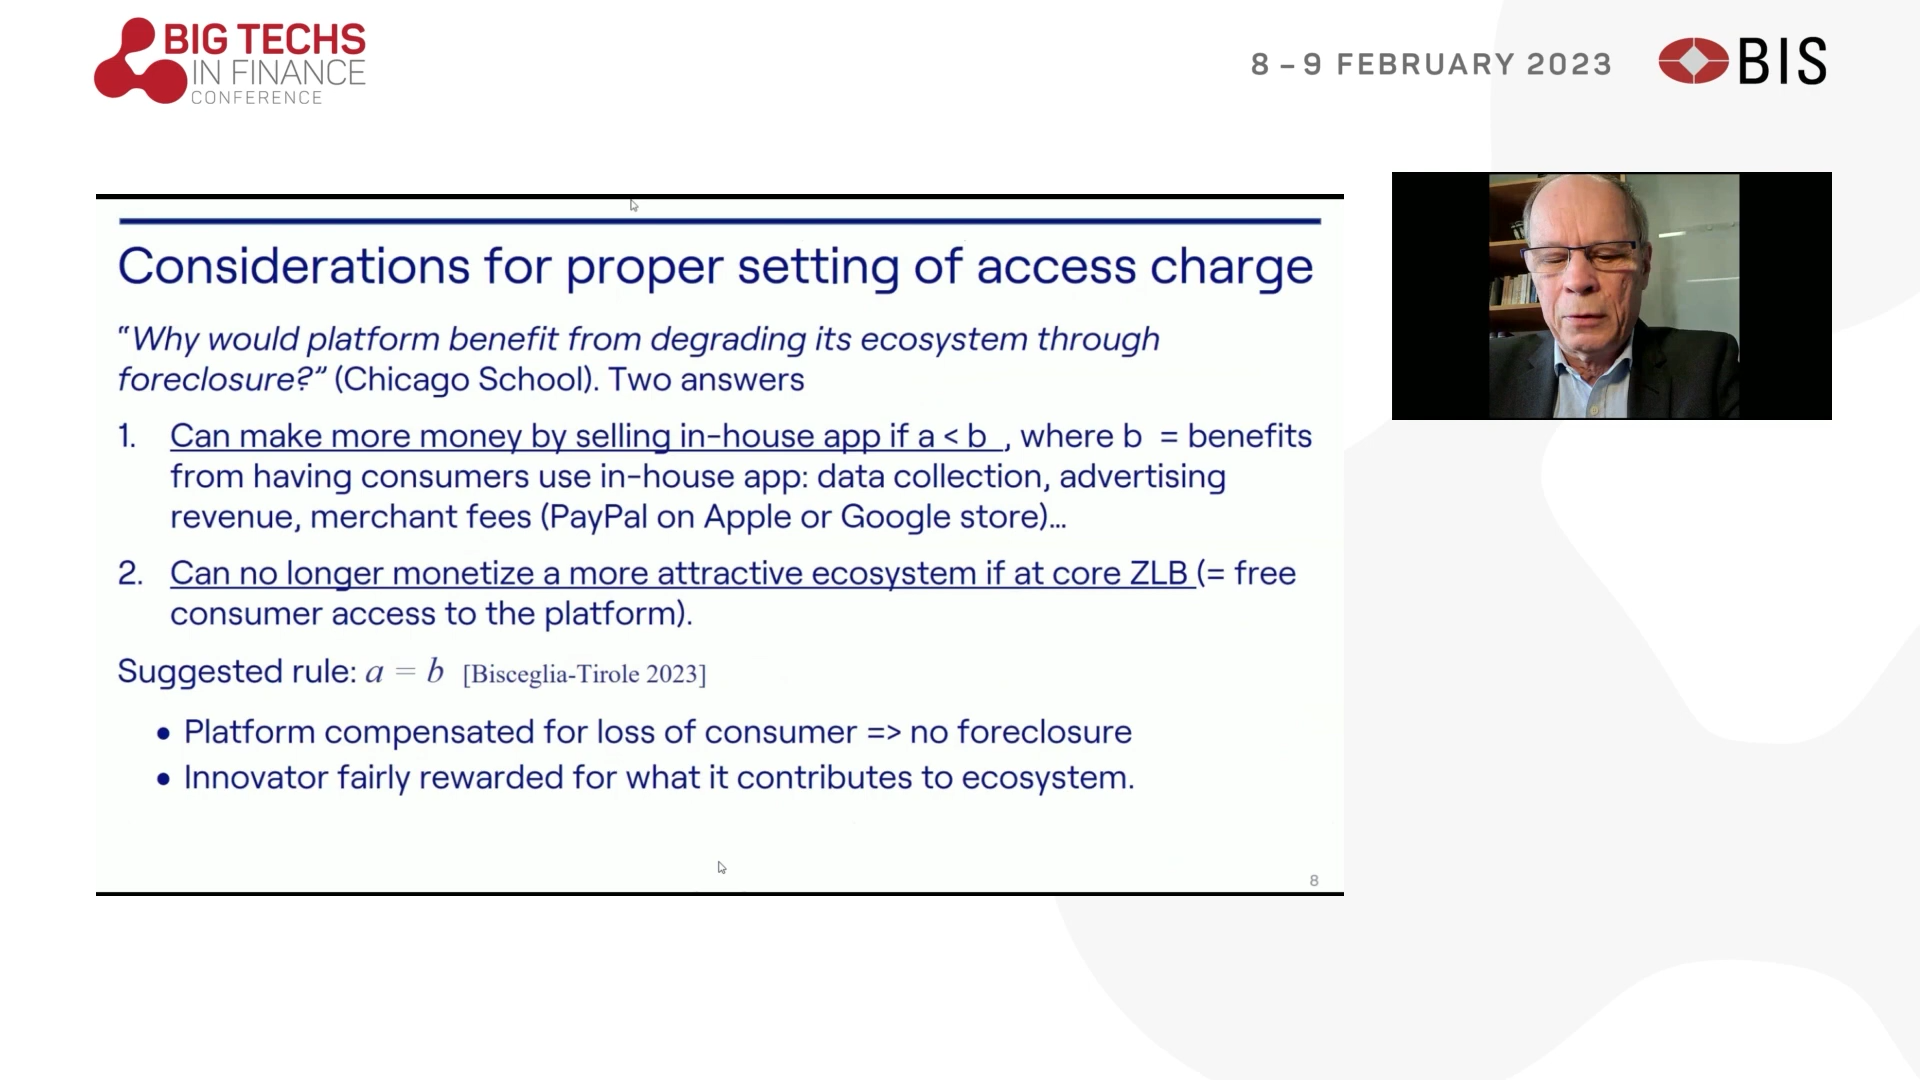 BIG TECHS
IN FINANCE
CONFERENCE
8 – 9 FEBRUARY 2023
BIS
Considerations for proper setting of access charge
“Why would platform benefit from degrading its ecosystem through
foreclosure?” (Chicago School). Two answers
1. Can make more money by selling in-house app if a < b , where b = benefits
from having consumers use in-house app: data collection, advertising
revenue, merchant fees (PayPal on Apple or Google store)…
2. Can no longer monetize a more attractive ecosystem if at core ZLB (= free
consumer access to the platform).
Suggested rule: a = b [Bisceglia-Tirole 2023]
• Platform compensated for loss of consumer => no foreclosure
• Innovator fairly rewarded for what it contributes to ecosystem.
8